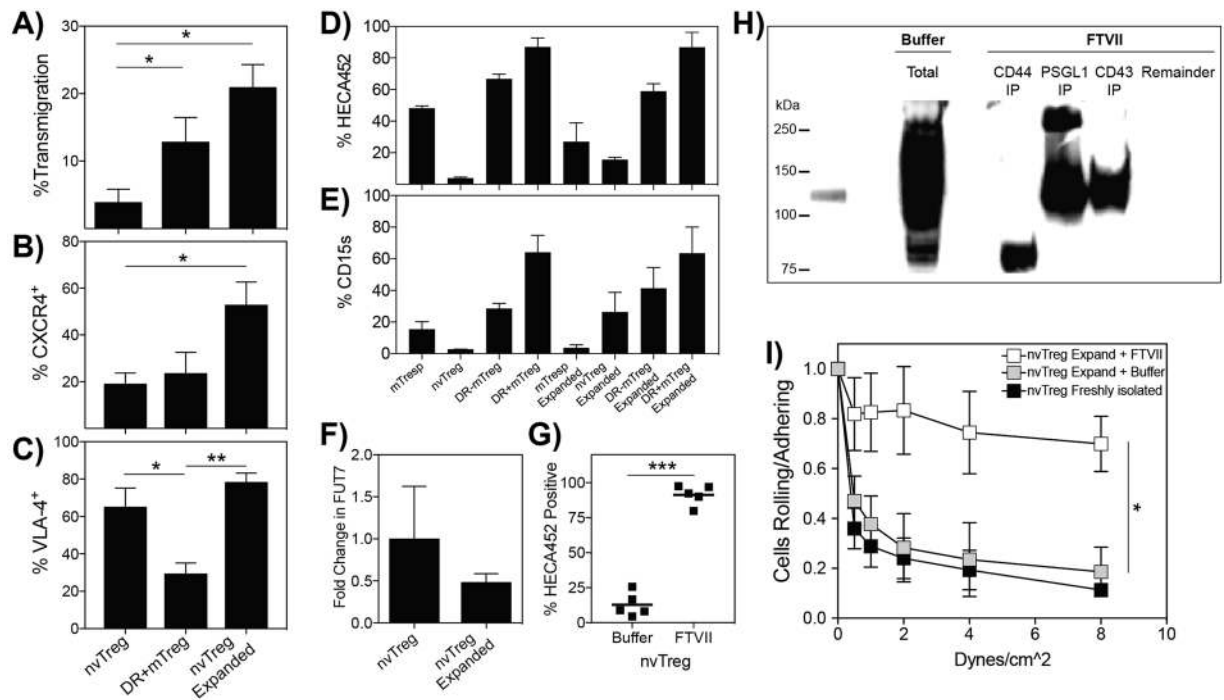 A)
%Transmigration
30
20
10
*
*
B)
% CXCR4+
80
60
40
20
*
C)
% VLA-4+
100
80
60
40
20
0
*
**
nvTreg
DR+mTreg
nvTreg
Expanded
D)
% HECA452
100
80
60
40
20
E)
% CD15s
100
80
60
40
20
0
mTresp
nvTreg
DR-mTreg
DR+mTreg
mTresp
Expanded
nvTreg
Expanded
DR-mTreg
Expanded
DR+mTreg
Expanded
F)
Fold Change in FUT7
2.0
1.5
1.0
0.5
0.0
nvTreg
nvTreg
Expanded
G)
% HECA452 Positive
100
75
50
25
0
***
Buffer
FTVII
nvTreg
H)
Buffer
FTVII
Total
CD44
IP
PSGL1
IP
CD43
IP
Remainder
kDa
250
150
100
75
I)
nvTreg Expand + FTVII
nvTreg Expand + Buffer
nvTreg Freshly isolated
Cells Rolling/Adhering
1.0
0.8
0.6
0.4
0.2
0.0
*
0
2
4
6
8
10
Dynes/cm^2